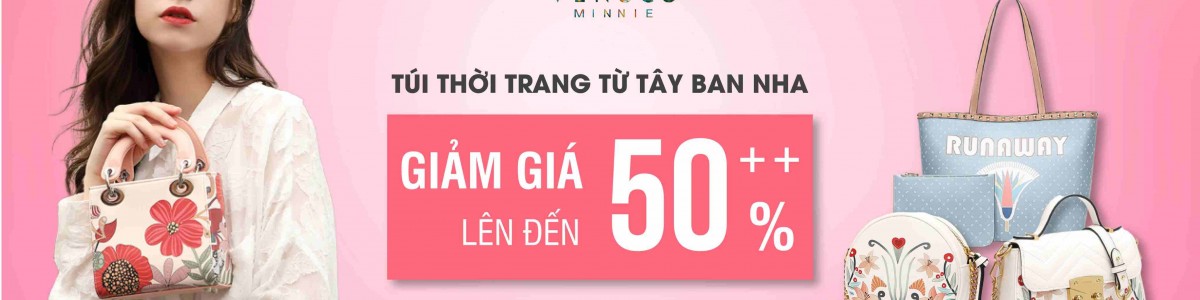 MINNIE
TÚI THỜI TRANG TỪ TÂY BAN NHA
GIẢM GIÁ
LÊN ĐẾN
50++
%
RUNAWAY